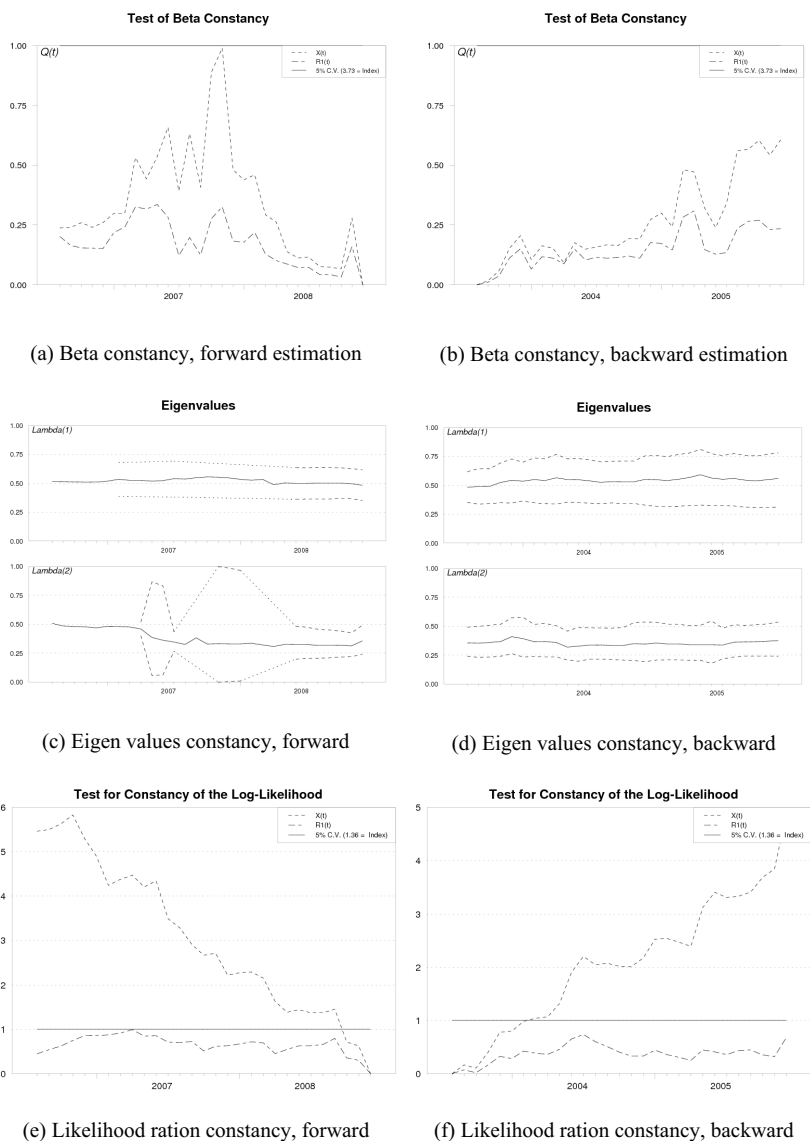 Test of Beta Constancy
Q(t)
X(t)
R1(t)
5% C.V. (3.73 = Index)
1.00
0.75
0.50
0.25
0.00
2007
2008
(a) Beta constancy, forward estimation
Test of Beta Constancy
Q(t)
X(t)
R1(t)
5% C.V. (3.73 = Index)
1.00
0.75
0.50
0.25
0.00
2004
2005
(b) Beta constancy, backward estimation
Eigenvalues
Lambda(1)
1.00
0.75
0.50
0.25
0.00
2007
2008
Lambda(2)
1.00
0.75
0.50
0.25
0.00
2007
2008
(c) Eigen values constancy, forward
Eigenvalues
Lambda(1)
1.00
0.75
0.50
0.25
0.00
2004
2005
Lambda(2)
1.00
0.75
0.50
0.25
0.00
2004
2005
(d) Eigen values constancy, backward
Test for Constancy of the Log-Likelihood
X(t)
R1(t)
5% C.V. (1.36 = Index)
6
5
4
3
2
1
0
2007
2008
(e) Likelihood ration constancy, forward
Test for Constancy of the Log-Likelihood
X(t)
R1(t)
5% C.V. (1.36 = Index)
5
4
3
2
1
0
2004
2005
(f) Likelihood ration constancy, backward